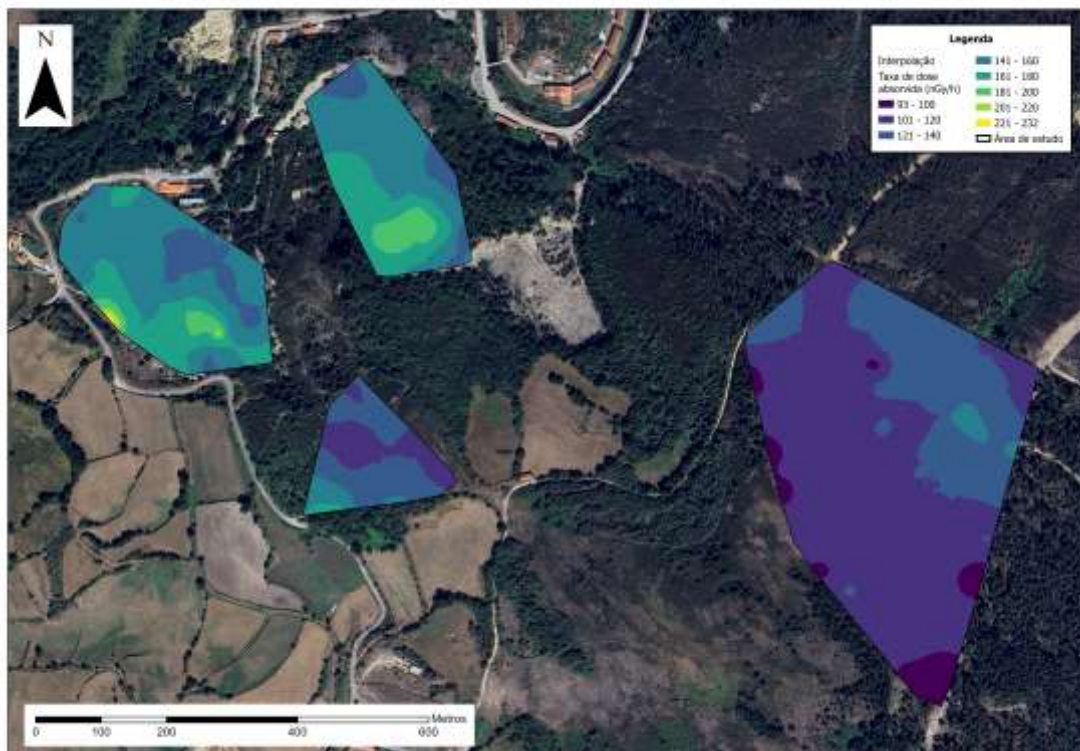 N
Legenda
Interpolação
Taxa de dose
absorvida (nGy/h)
93 - 100
101 - 120
121 - 140
141 - 160
161 - 180
181 - 200
201 - 220
221 - 232
Área de estudo
0 100 200 400 600 Metros